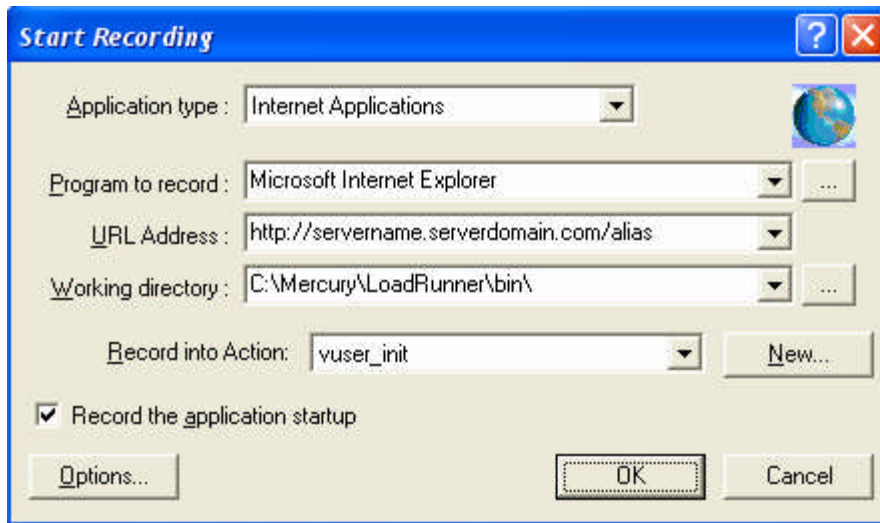 Start Recording
Application type : Internet Applications
Program to record : Microsoft Internet Explorer ...
URL Address : http://servername.serverdomain.com/alias
Working directory : C:\Mercury\LoadRunner\bin\ ...
Record into Action: vuser_init New...
Record the application startup
Options... OK Cancel